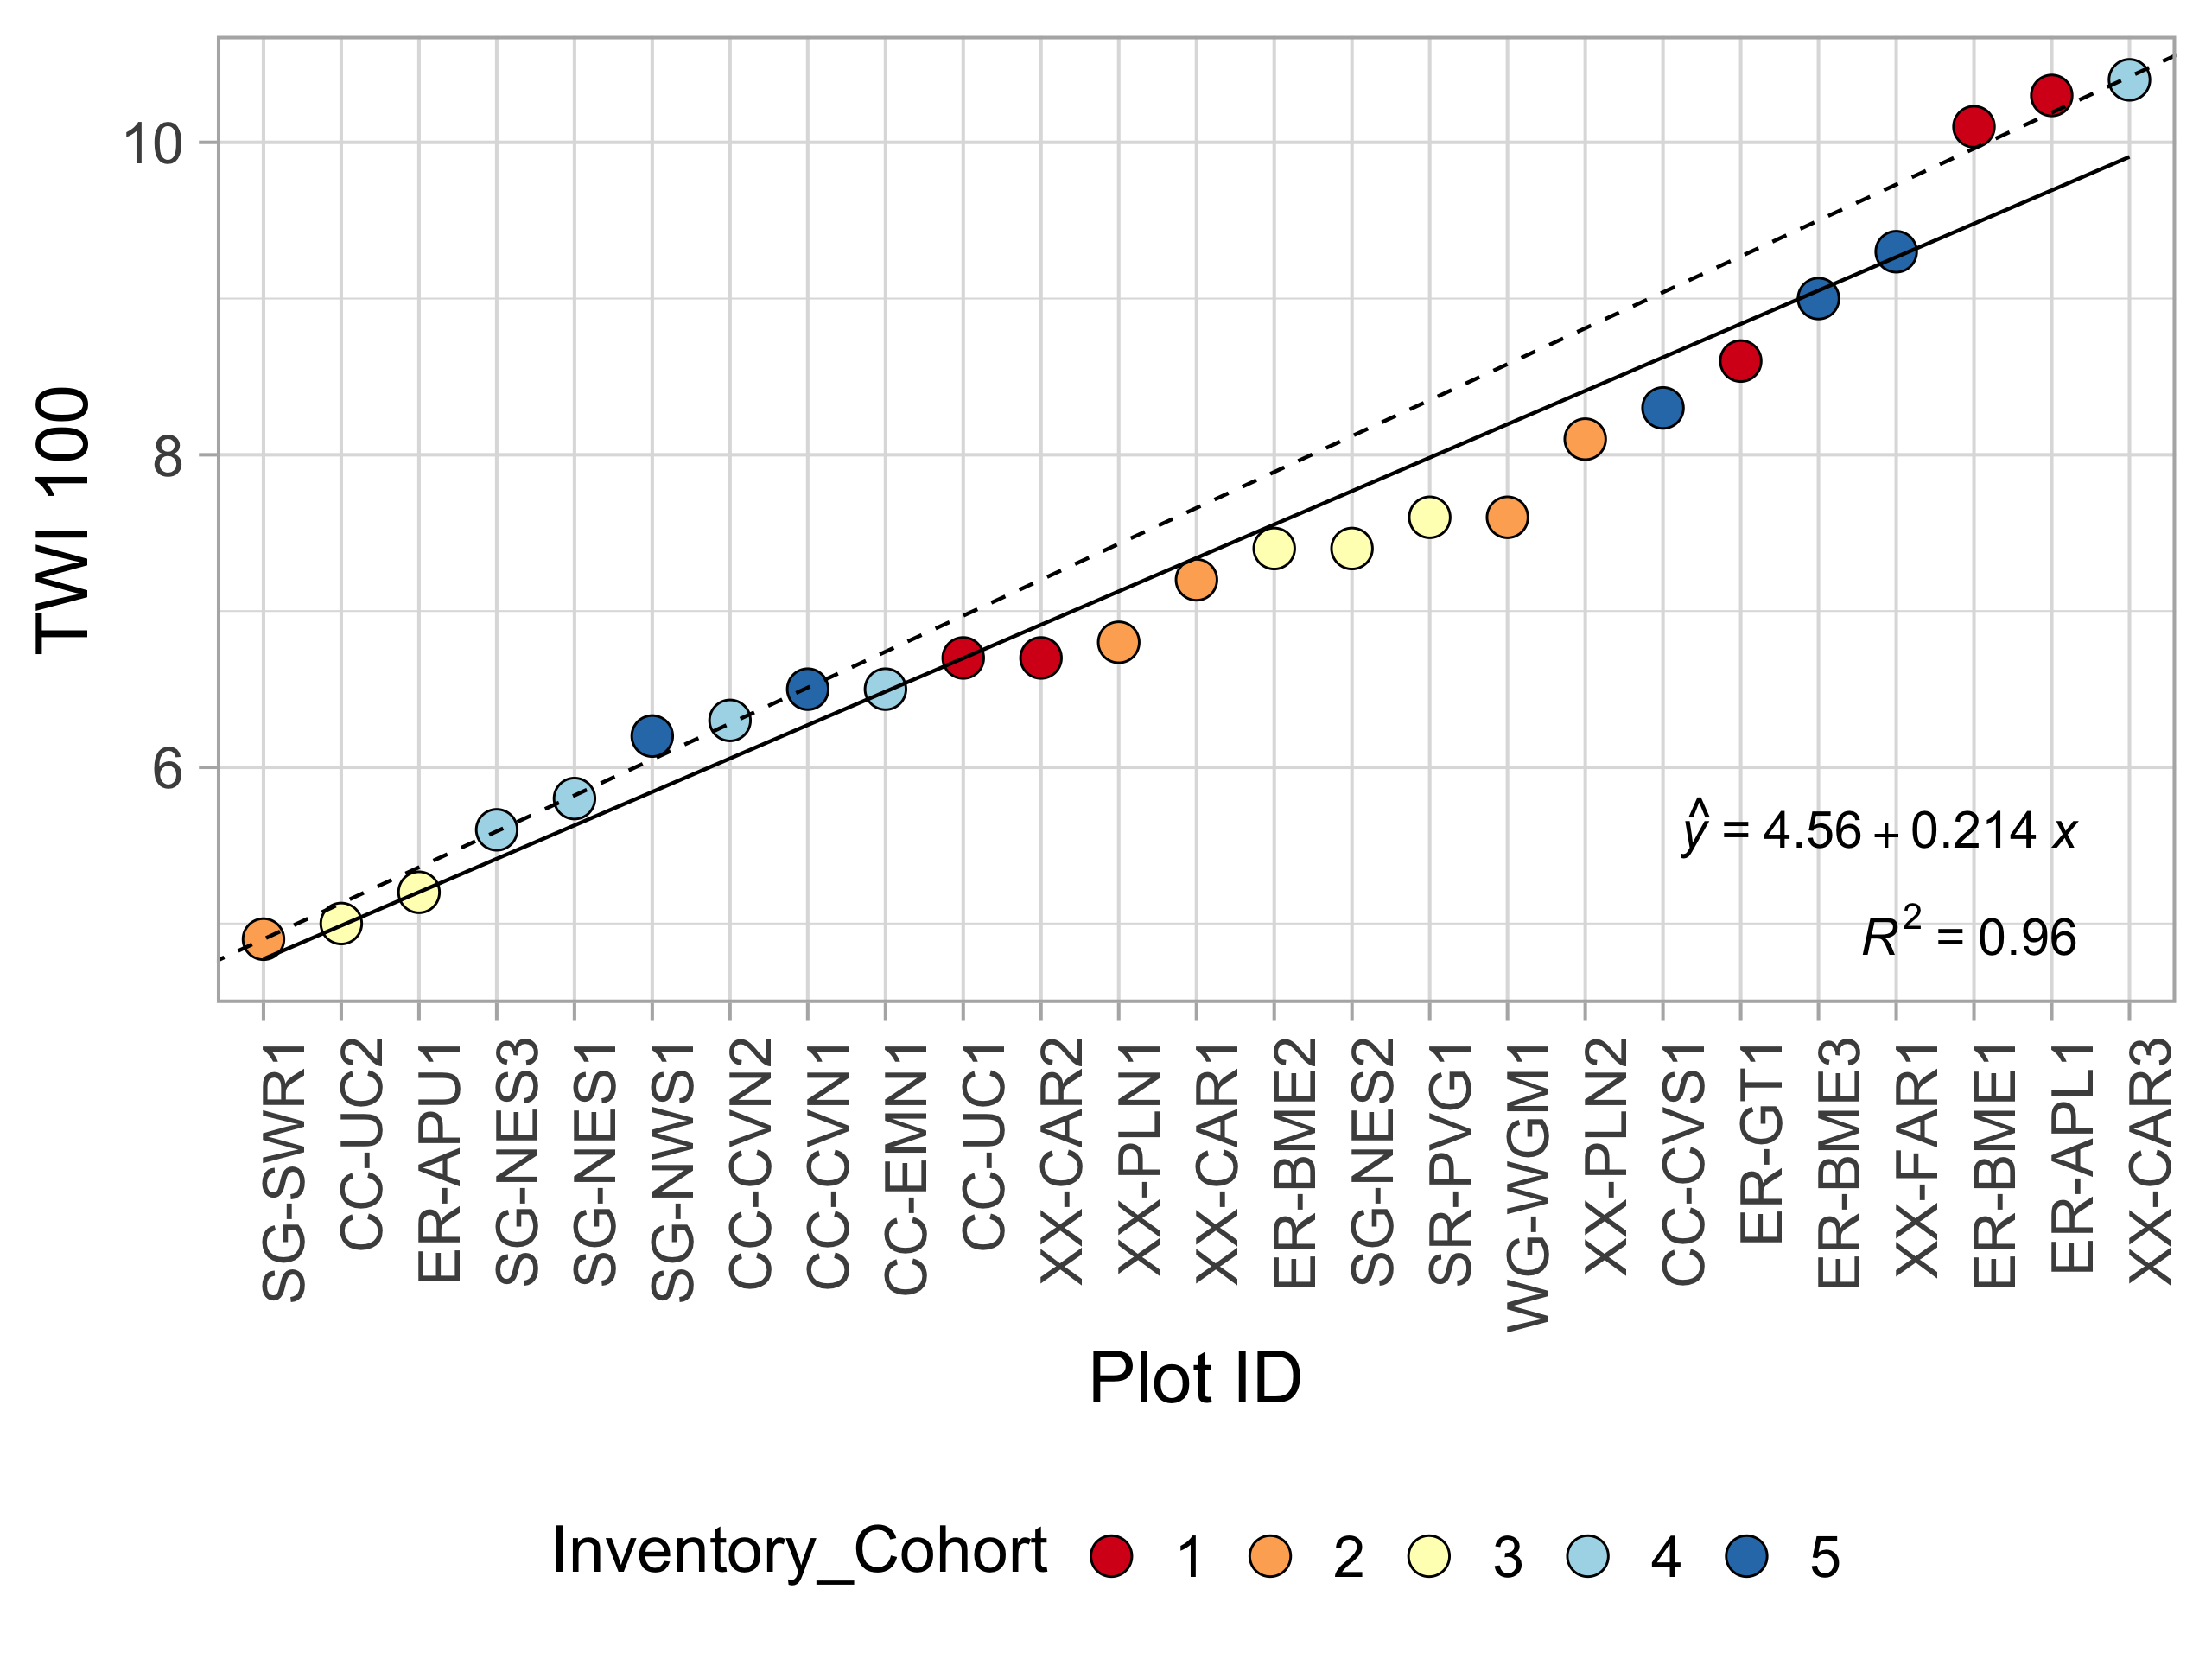 TWI 100
10
8
6
ŷ = 4.56 + 0.214 x
R² = 0.96
SG-SWR1
CC-UUC2
ER-APU1
SG-NES3
SG-NES1
SG-NWS1
CC-CVN2
CC-CVN1
CC-EMN1
CC-UC1
XX-CAR2
XX-PLN1
XX-CAR1
ER-BME2
SG-NES2
SR-PVG1
WG-WGM1
XX-PLN2
CC-CVS1
ER-GT1
ER-BME3
XX-FAR1
ER-BME1
ER-APL1
XX-CAR3
Plot ID
Inventory_Cohort 1 2 3 4 5